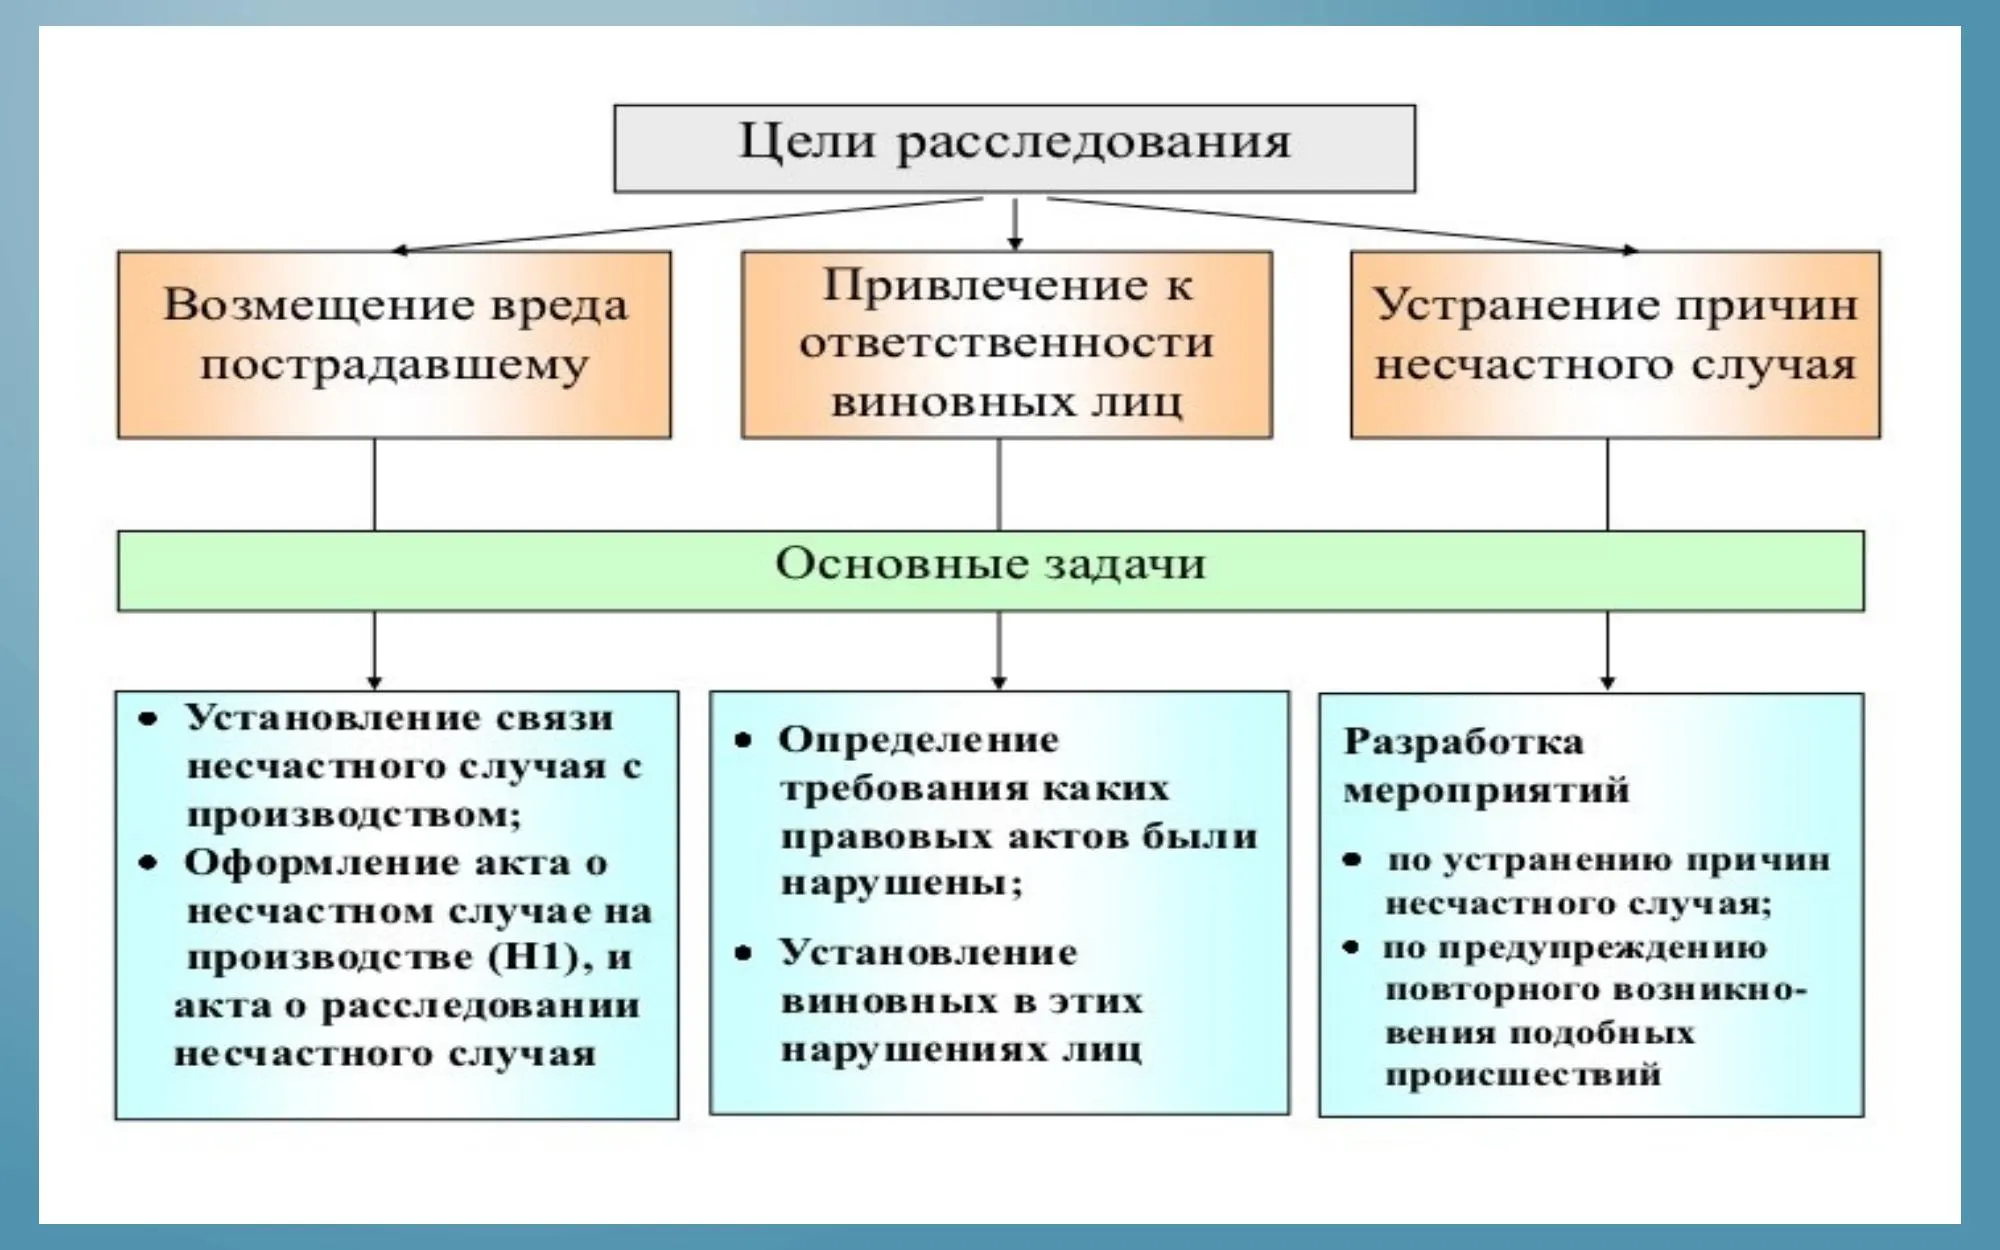 Цели расследования
Возмещение вреда
пострадавшему
Привлечение к
ответственности
виновных лиц
Устранение причин
несчастного случая
Основные задачи
• Установление связи
несчастного случая с
производством;
• Оформление акта о
несчастном случае на
производстве (Н1), и
акта о расследовании
несчастного случая
• Определение
требования каких
правовых актов были
нарушены;
• Установление
виновных в этих
нарушениях лиц
Разработка
мероприятий
• по устранению причин
несчастного случая;
• по предупреждению
повторного возникно-
вения подобных
происшествий